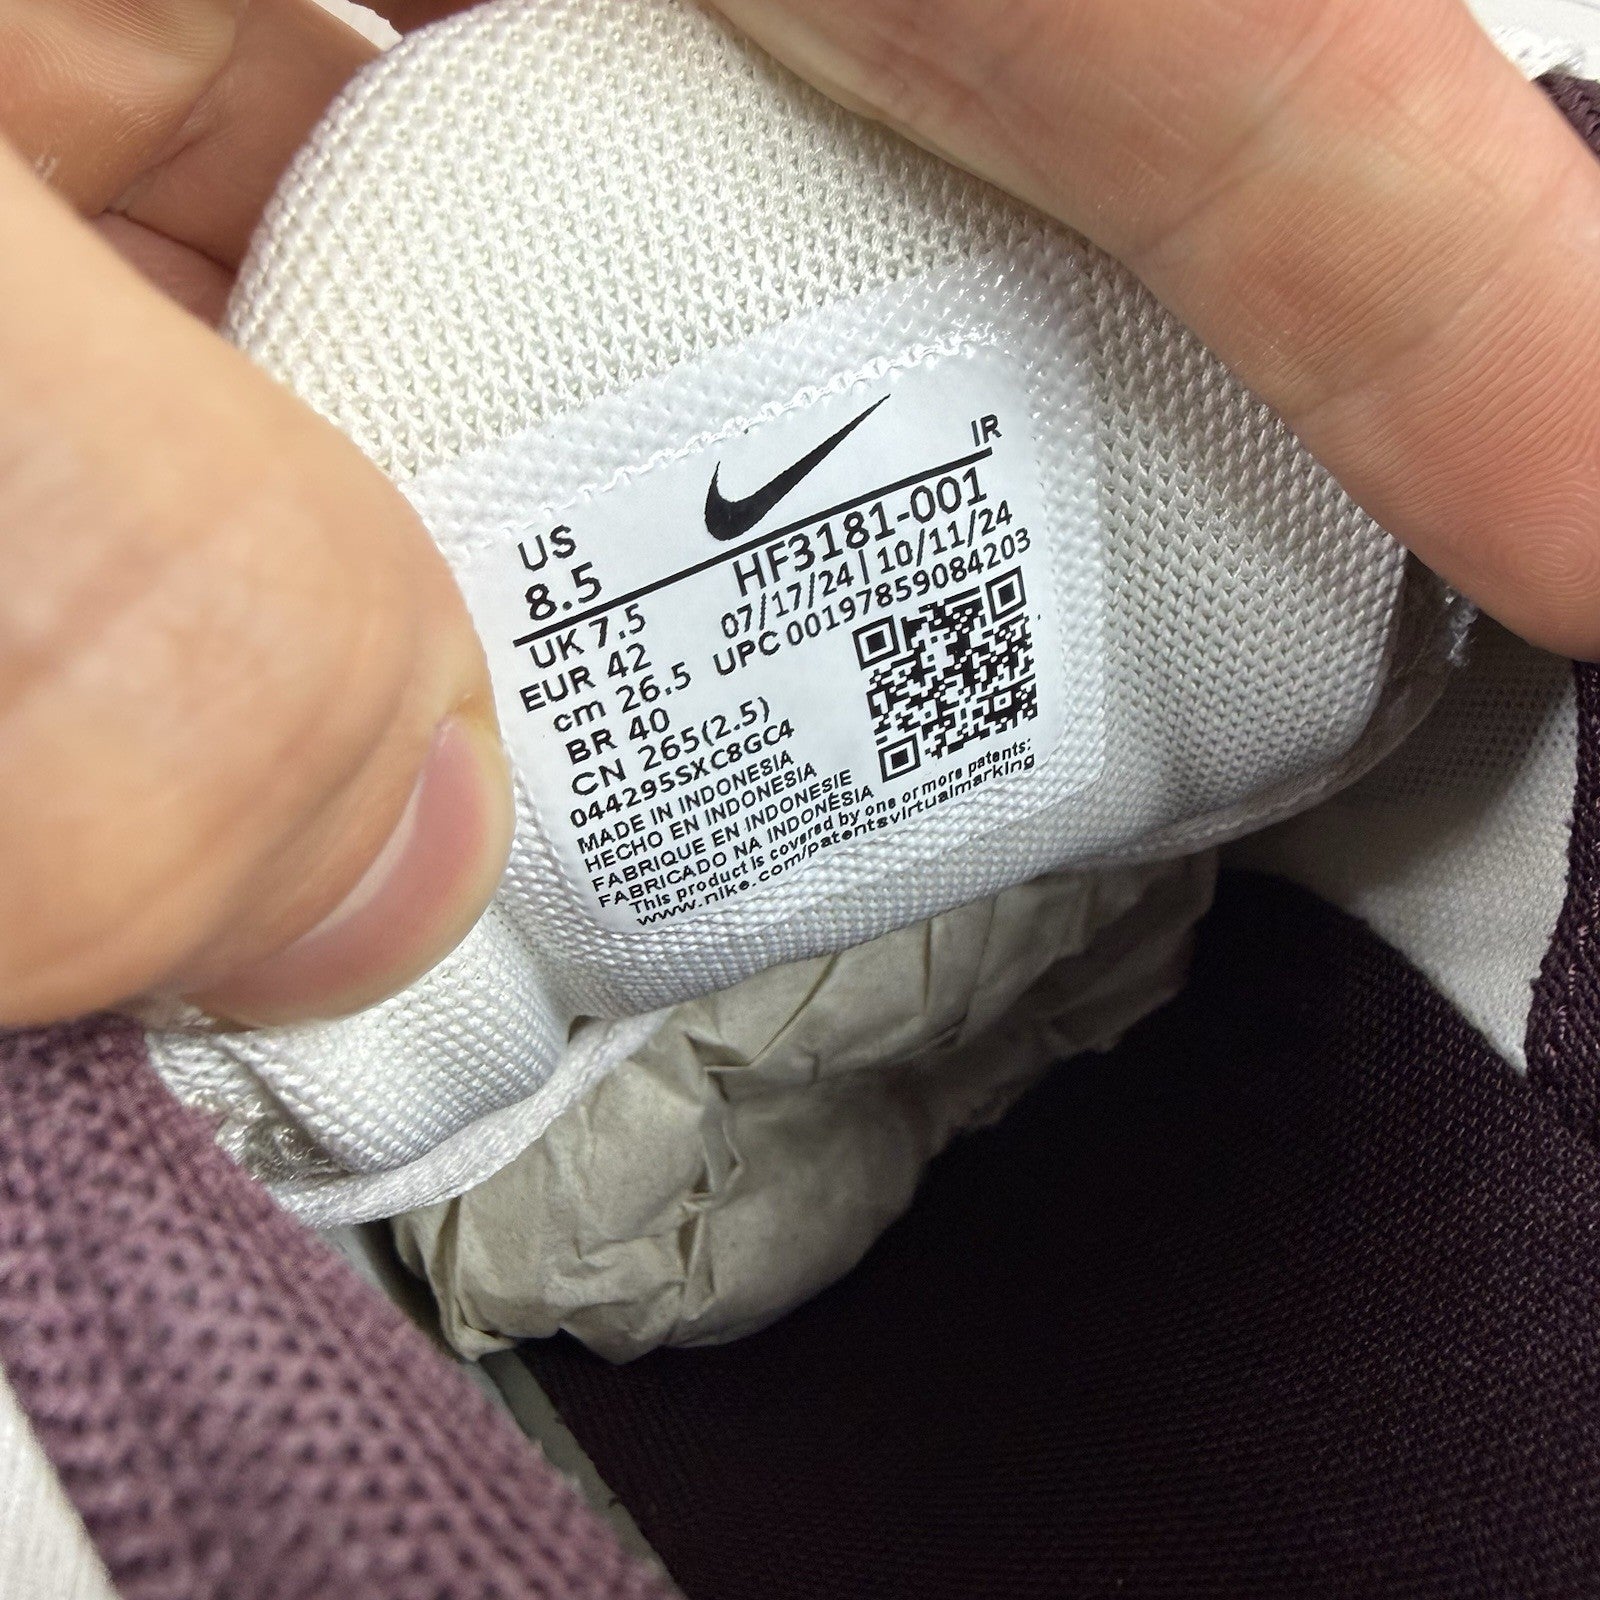 IR
US
8.5
HF3181-001
UK 7.5
07/17/24 | 10/11/24
EUR 42
UPC 00197859084203
cm 26.5
BR 40
CN 265(2.5)
044295SXC8GC4
MADE IN INDONESIA
HECHO EN INDONESIA
FABRIQUE EN INDONESIE
FABRICADO NA INDONÉSIA
This product is covered by one or more patents:
www.nike.com/patentsvirtualmarking